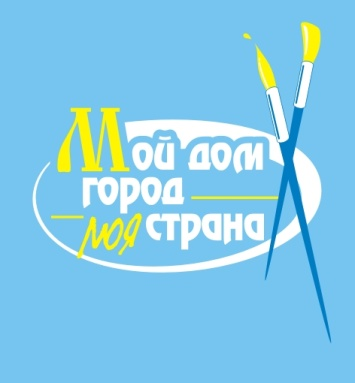 Мой дом
город
моя страна